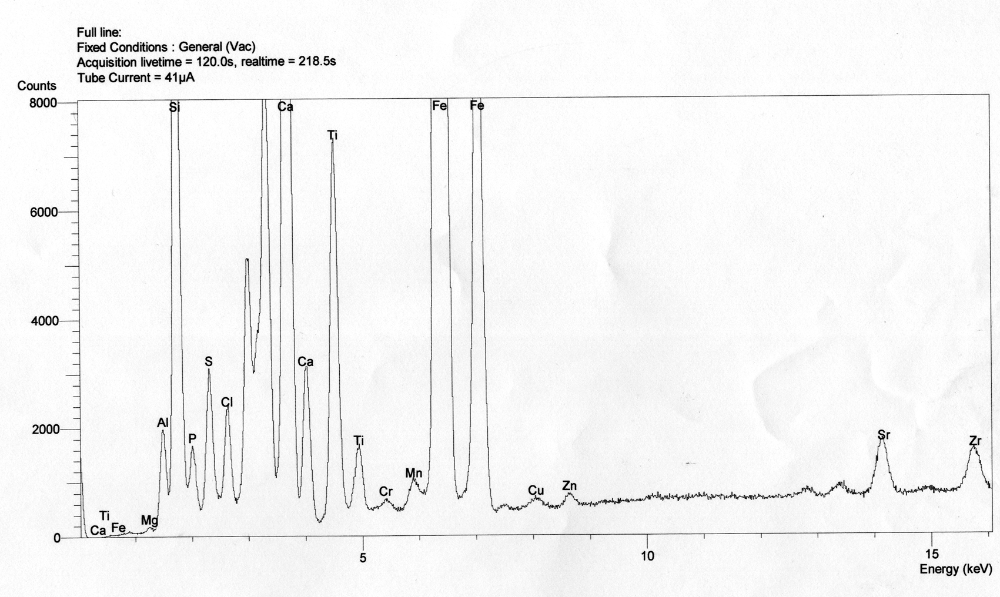 Full line:
Fixed Conditions : General (Vac)
Acquisition livetime = 120.0s, realtime = 218.5s
Tube Current = 41µA
Counts
8000
Si
Ca
Fe
Fe
Ti
6000
4000
S
Ca
Cl
2000
Al
P
Ti
Mn
Cr
Cu
Zn
Sr
Zr
Ti
Ca
Fe
Mg
0
5
10
15
Energy (keV)